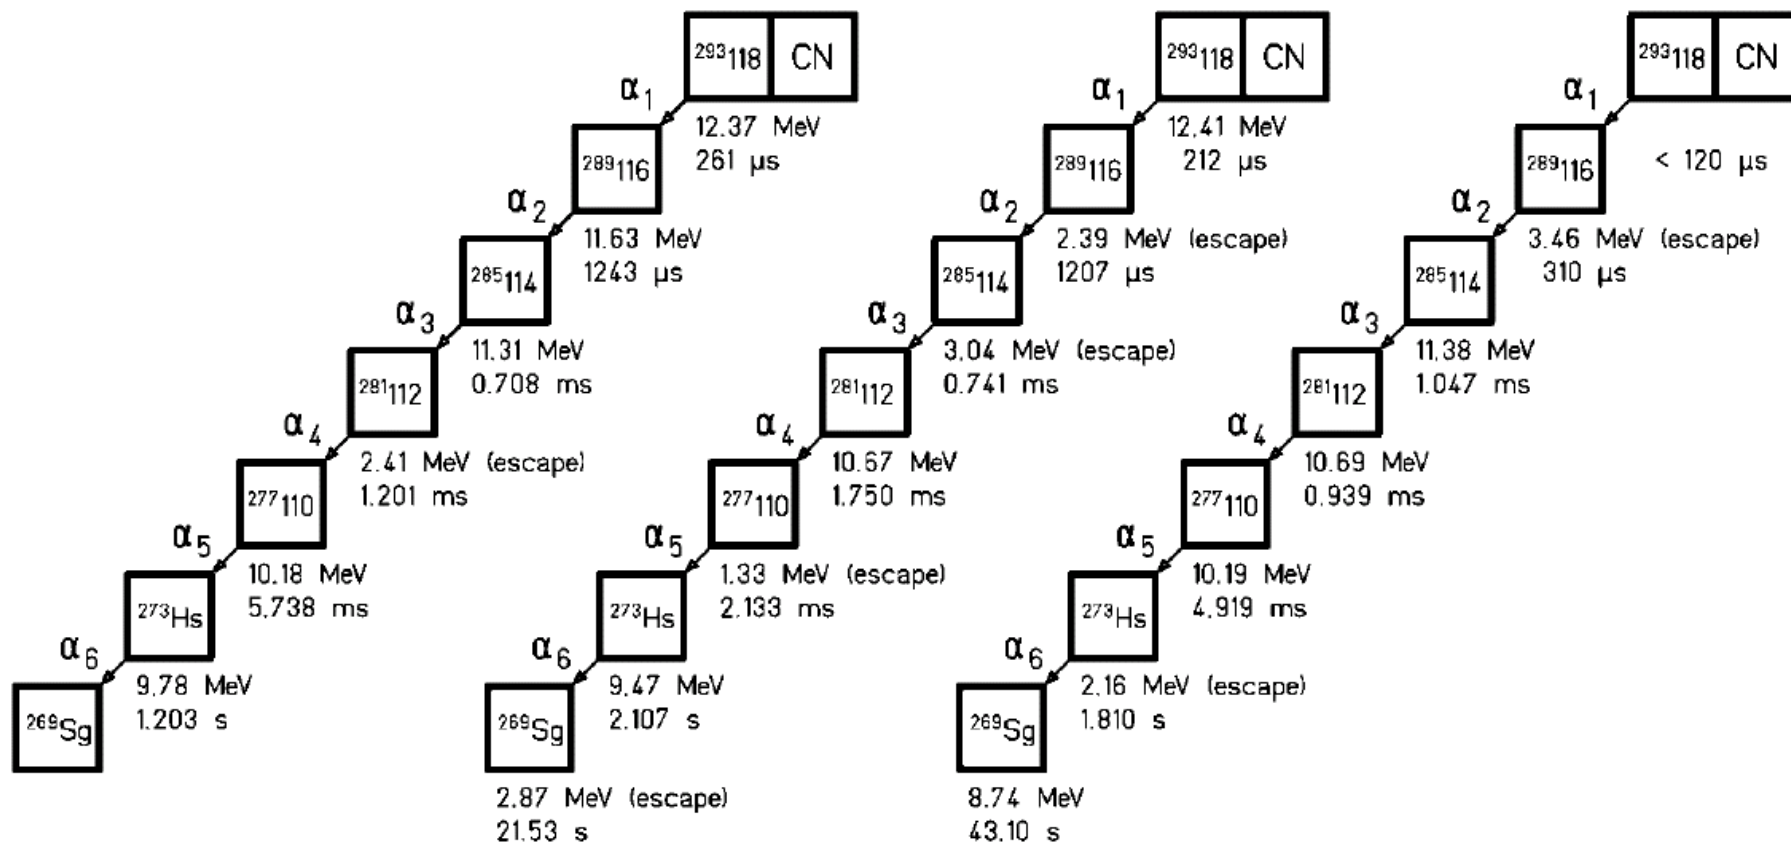 ²⁹³118 CN
α₁
12.37 MeV
261 µs
²⁸⁹116
α₂
11.63 MeV
1243 µs
²⁸⁵114
α₃
11.31 MeV
0.708 ms
²⁸¹112
α₄
2.41 MeV (escape)
1.201 ms
²⁷⁷110
α₅
10.18 MeV
5.738 ms
²⁷³Hs
α₆
9.78 MeV
1.203 s
²⁶⁹Sg
²⁹³118 CN
α₁
12.41 MeV
212 µs
²⁸⁹116
α₂
2.39 MeV (escape)
1207 µs
²⁸⁵114
α₃
3.04 MeV (escape)
0.741 ms
²⁸¹112
α₄
10.67 MeV
1.750 ms
²⁷⁷110
α₅
1.33 MeV (escape)
2.133 ms
²⁷³Hs
α₆
9.47 MeV
2.107 s
²⁶⁹Sg
2.87 MeV (escape)
21.53 s
²⁹³118 CN
α₁
< 120 µs
²⁸⁹116
α₂
3.46 MeV (escape)
310 µs
²⁸⁵114
α₃
11.38 MeV
1.047 ms
²⁸¹112
α₄
10.69 MeV
0.939 ms
²⁷⁷110
α₅
10.19 MeV
4.919 ms
²⁷³Hs
α₆
2.16 MeV (escape)
1.810 s
²⁶⁹Sg
8.74 MeV
43.10 s